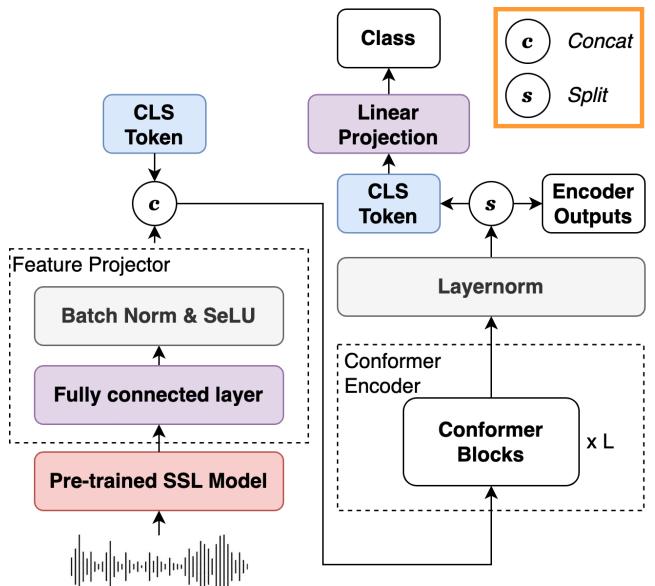 Class
c Concat
s Split
CLS
Token
Linear
Projection
c
CLS
Token
s
Encoder
Outputs
Feature Projector
Batch Norm & SeLU
Fully connected layer
Pre-trained SSL Model
Layernorm
Conformer
Encoder
Conformer
Blocks
x L